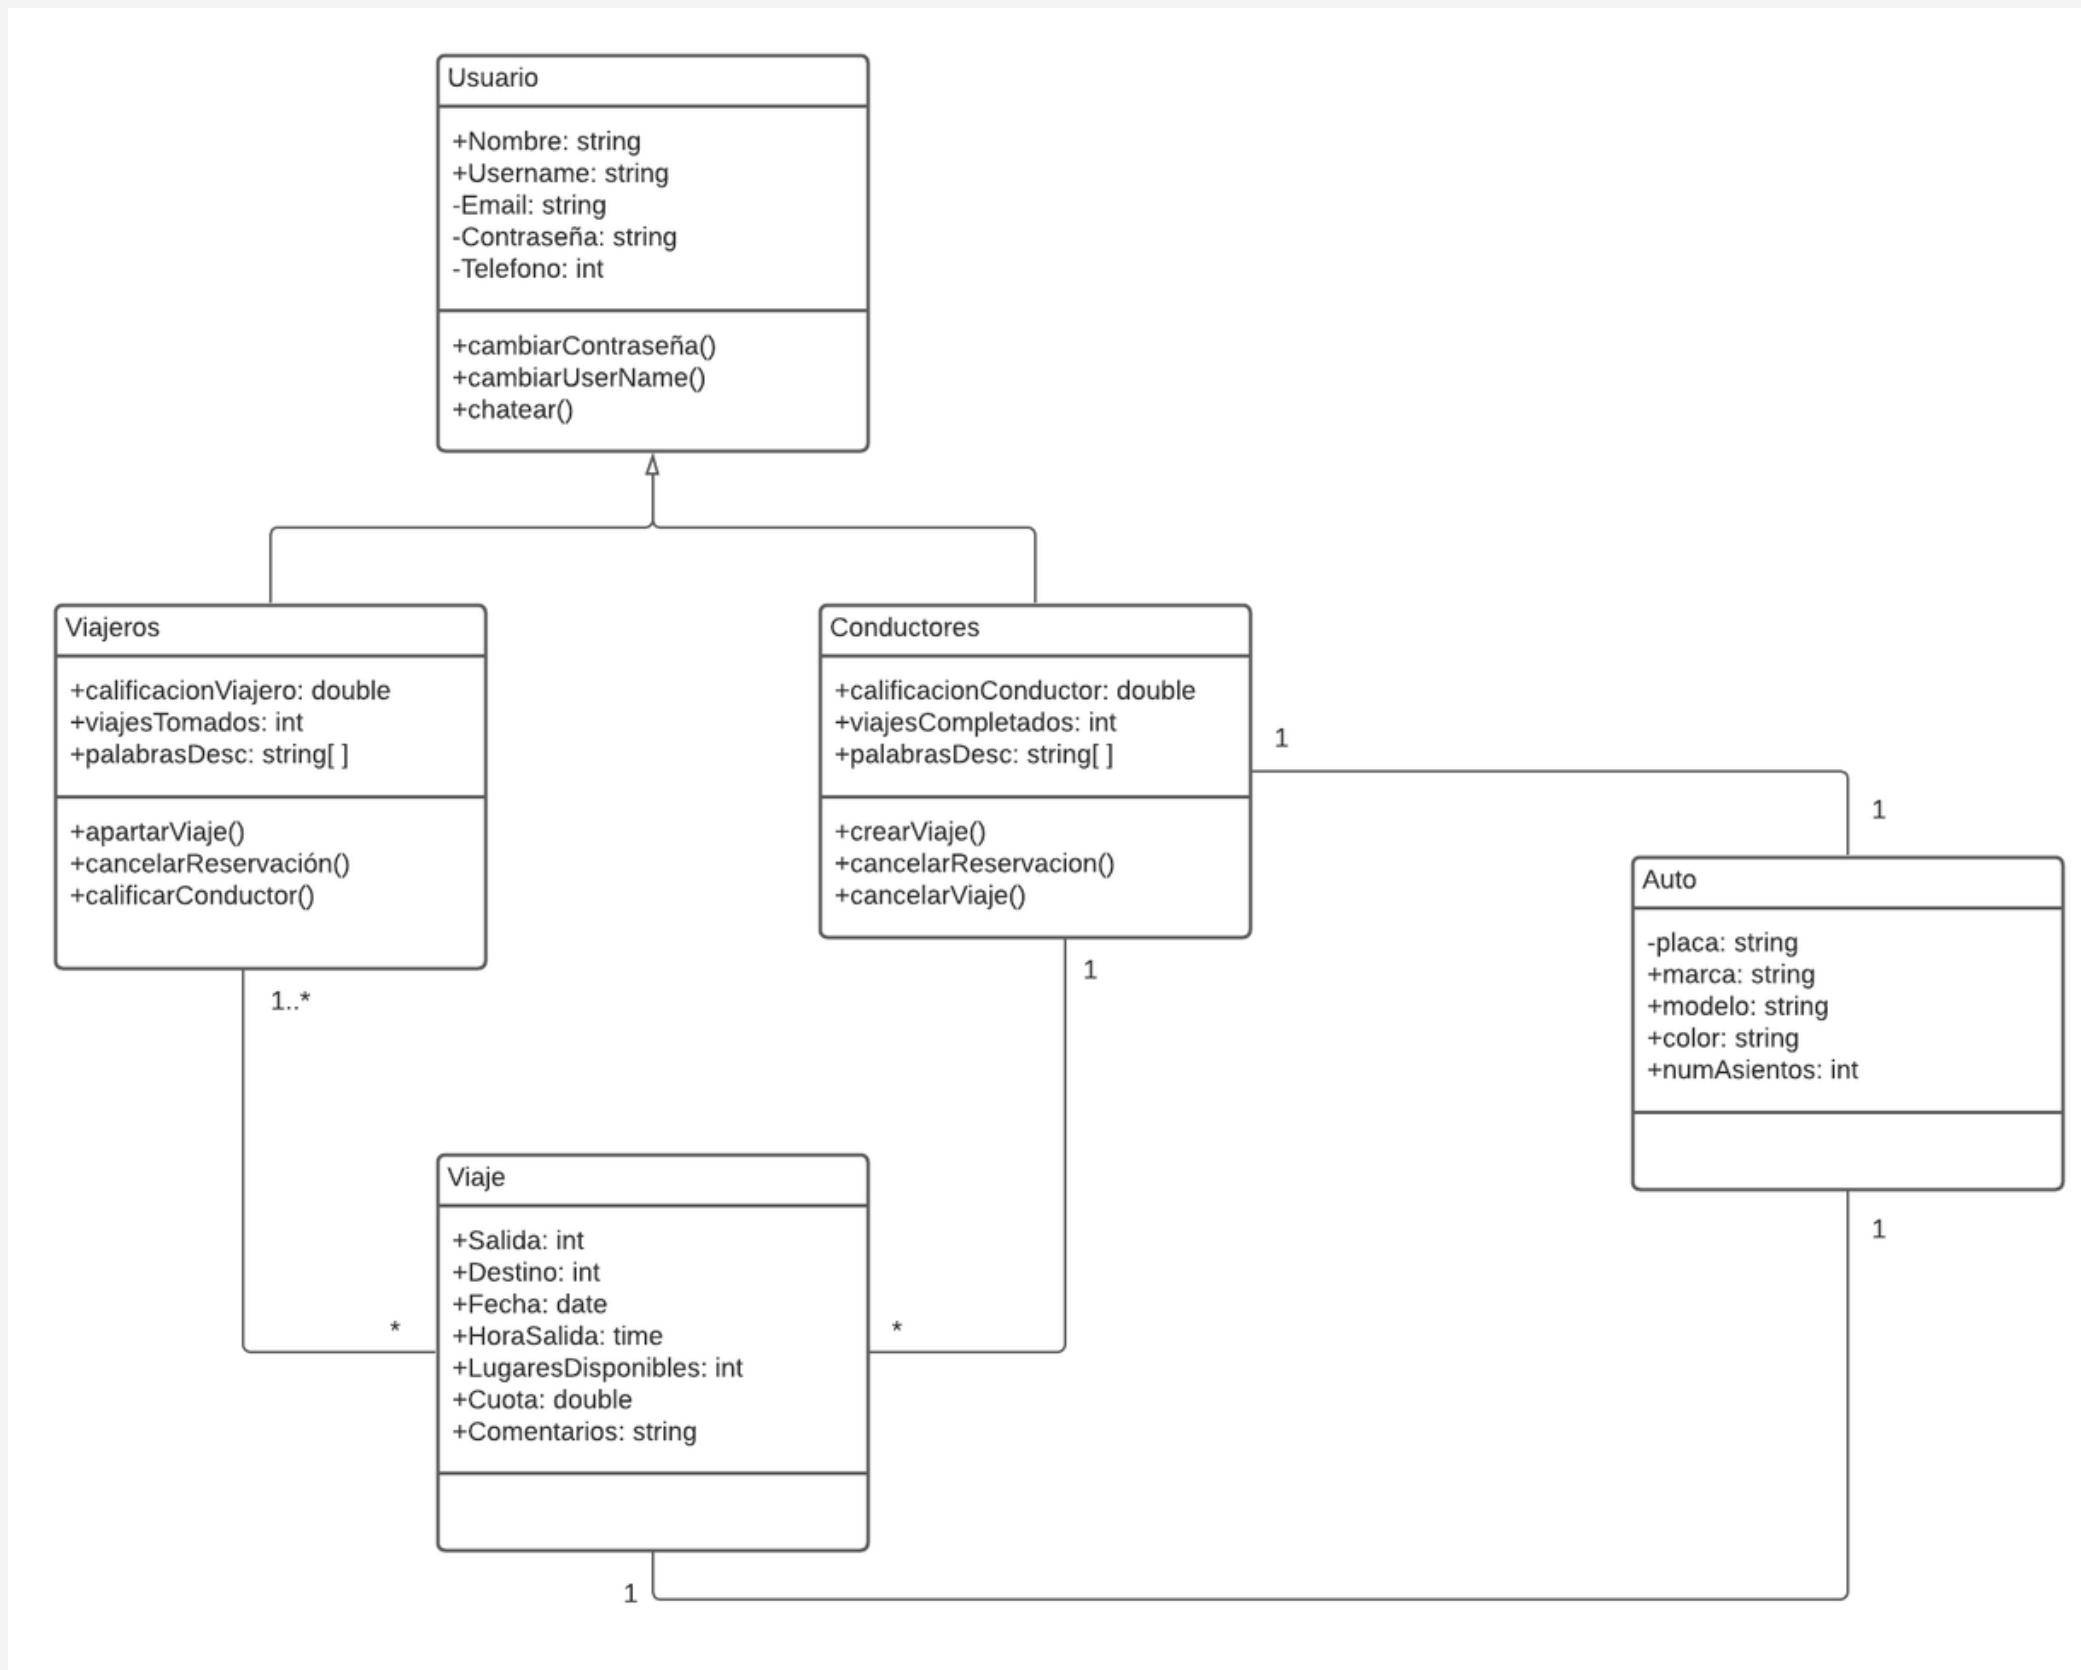 Usuario
+Nombre: string
+Username: string
-Email: string
-Contraseña: string
-Telefono: int
+cambiarContraseña()
+cambiarUserName()
+chatear()
Viajeros
+calificacionViajero: double
+viajesTomados: int
+palabrasDesc: string[ ]
+apartarViaje()
+cancelarReservación()
+calificarConductor()
1..*
Conductores
+calificacionConductor: double
+viajesCompletados: int
+palabrasDesc: string[ ]
+crearViaje()
+cancelarReservacion()
+cancelarViaje()
1
1
1
Auto
-placa: string
+marca: string
+modelo: string
+color: string
+numAsientos: int
1
Viaje
+Salida: int
+Destino: int
+Fecha: date
+HoraSalida: time
+LugaresDisponibles: int
+Cuota: double
+Comentarios: string
*
*
1